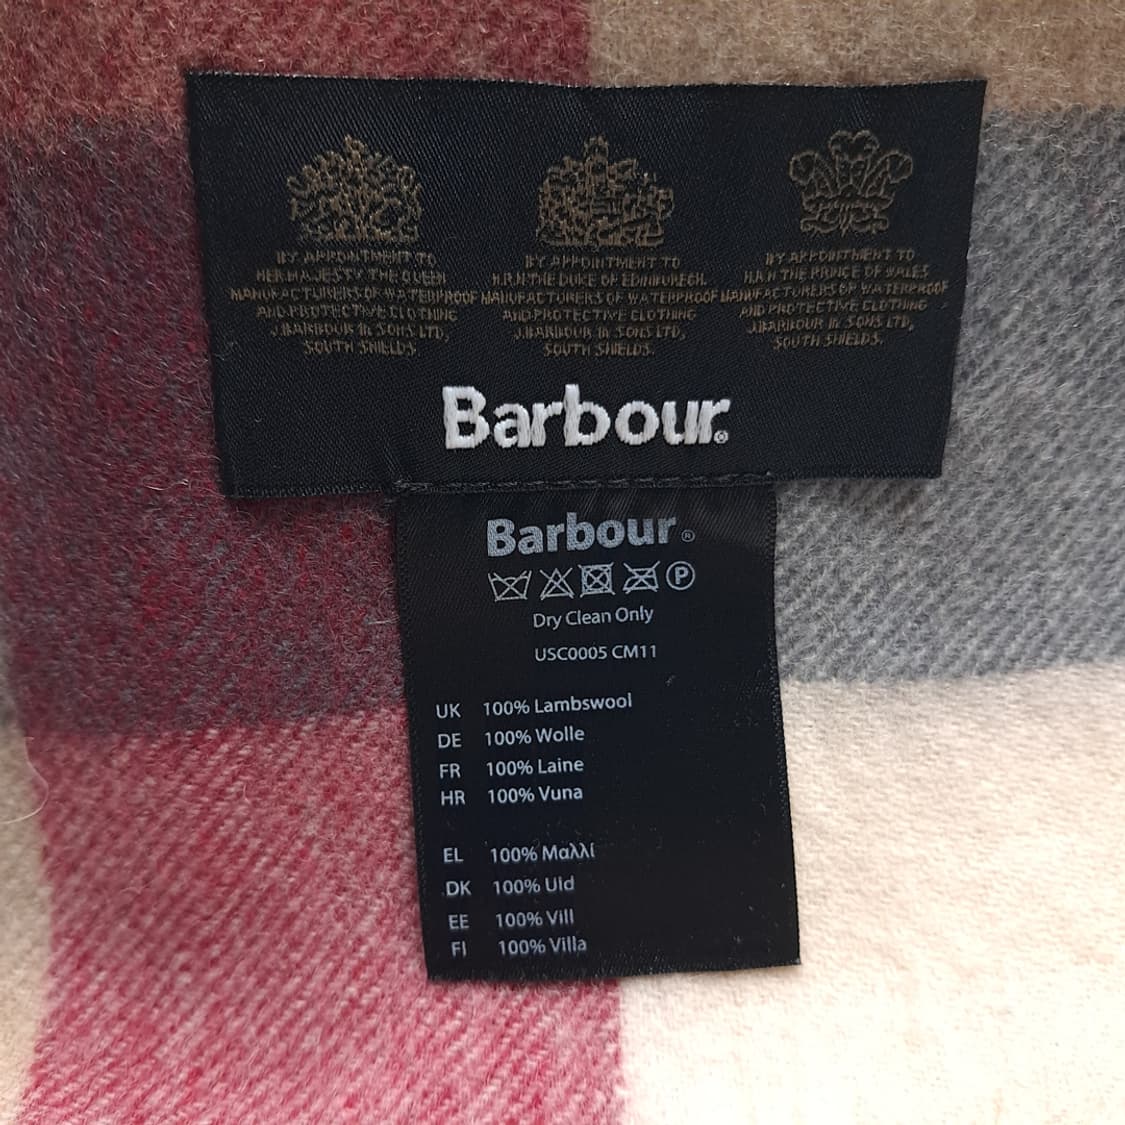 BY APPOINTMENT TO
HER MAJESTY THE QUEEN
MANUFACTURERS OF WATERPROOF
AND PROTECTIVE CLOTHING
J.BARBOUR & SONS LTD,
SOUTH SHIELDS.
BY APPOINTMENT TO
H.R.H THE DUKE OF EDINBURGH.
MANUFACTURERS OF WATERPROOF
AND PROTECTIVE CLOTHING
J.BARBOUR & SONS LTD,
SOUTH SHIELDS.
BY APPOINTMENT TO
H.R.H THE PRINCE OF WALES
MANUFACTURERS OF WATERPROOF
AND PROTECTIVE CLOTHING
J.BARBOUR & SONS LTD,
SOUTH SHIELDS.
Barbour®
Barbour®
P
Dry Clean Only
USC0005 CM11
UK 100% Lambswool
DE 100% Wolle
FR 100% Laine
HR 100% Vuna
EL 100% Μαλλί
DK 100% Uld
EE 100% Vill
FI 100% Villa